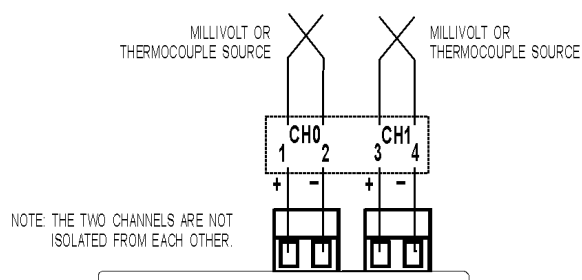 MILLIVOLT OR
THERMOCOUPLE SOURCE
MILLIVOLT OR
THERMOCOUPLE SOURCE
CH0
1 2
CH1
3 4
+ − + −
NOTE: THE TWO CHANNELS ARE NOT
ISOLATED FROM EACH OTHER.